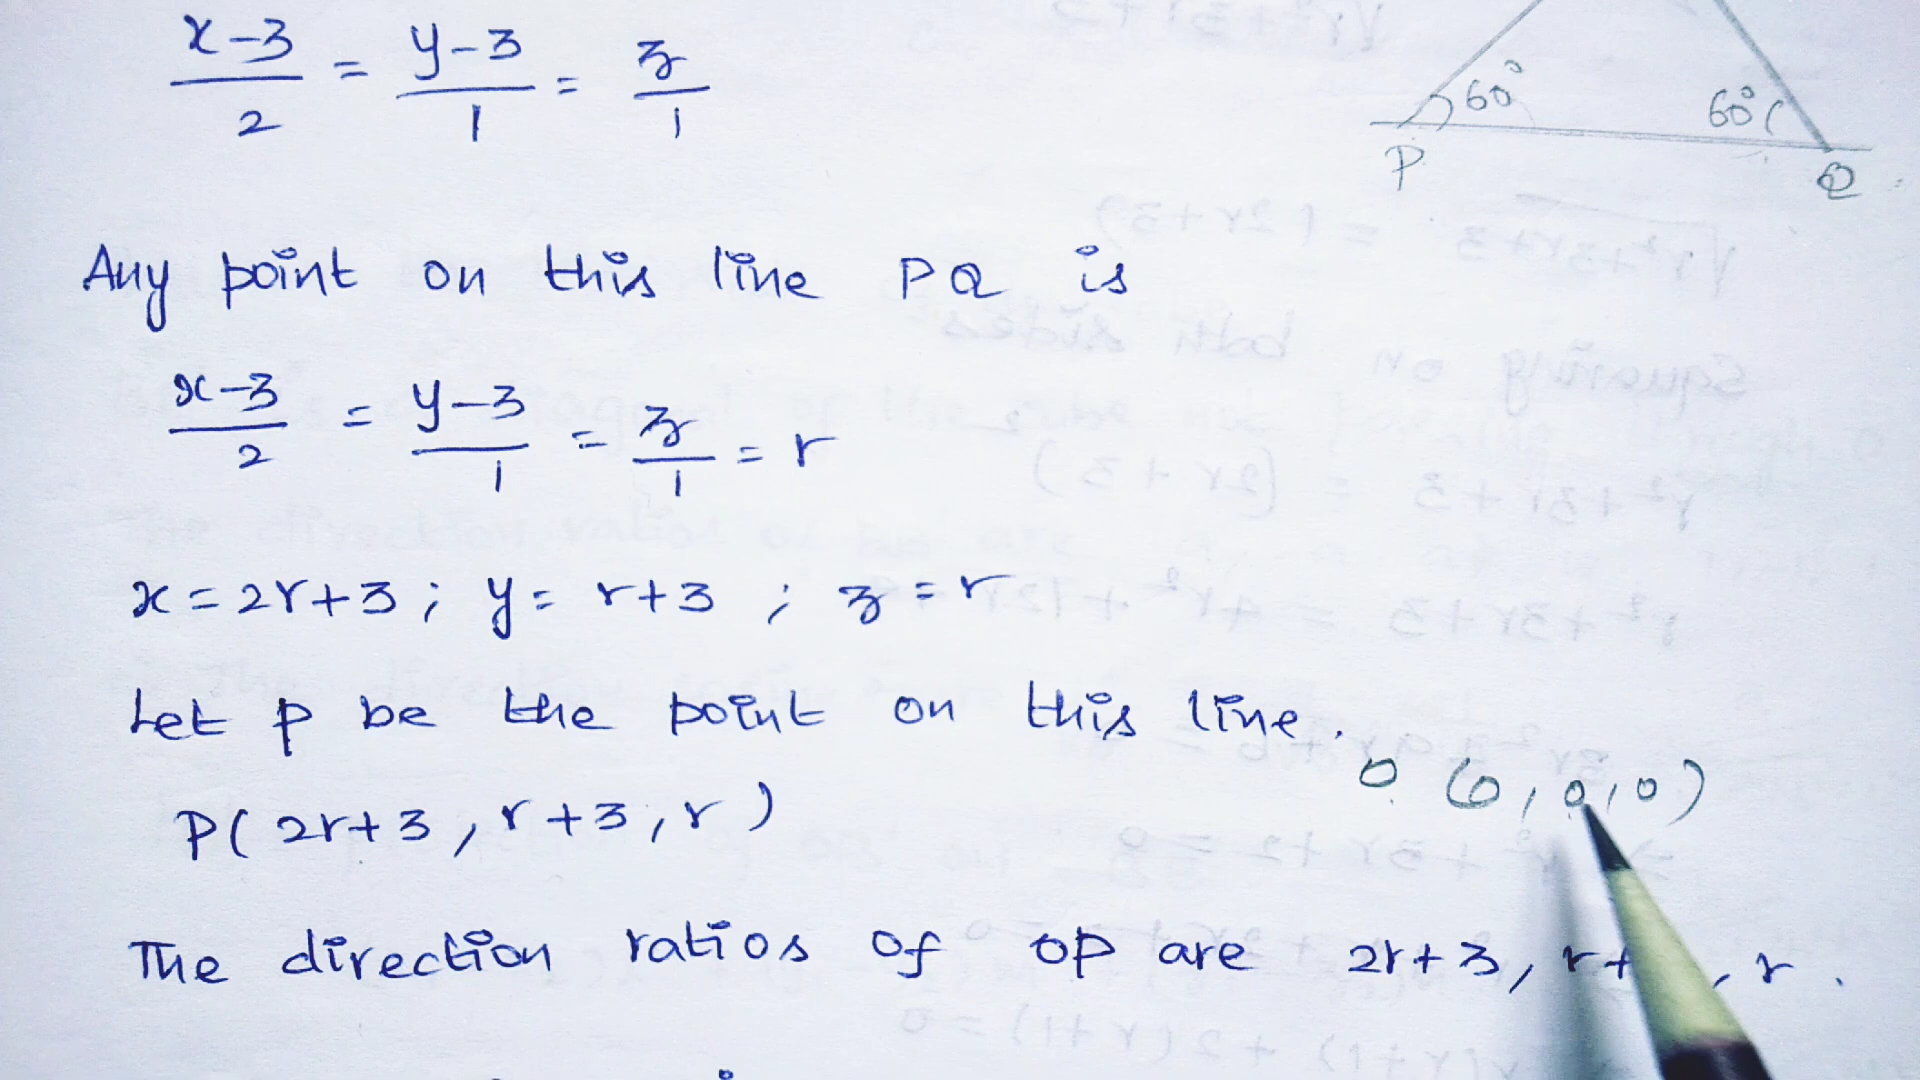 x-3/2 = y-3/1 = z/1
60° 60°
P Q
Any point on this line PQ is
x-3/2 = y-3/1 = z/1 = r
x = 2r+3 ; y = r+3 ; z = r
Let P be the point on this line.
O (0,0,0)
P( 2r+3 , r+3 , r )
The direction ratios of OP are 2r+3, r+ , r .